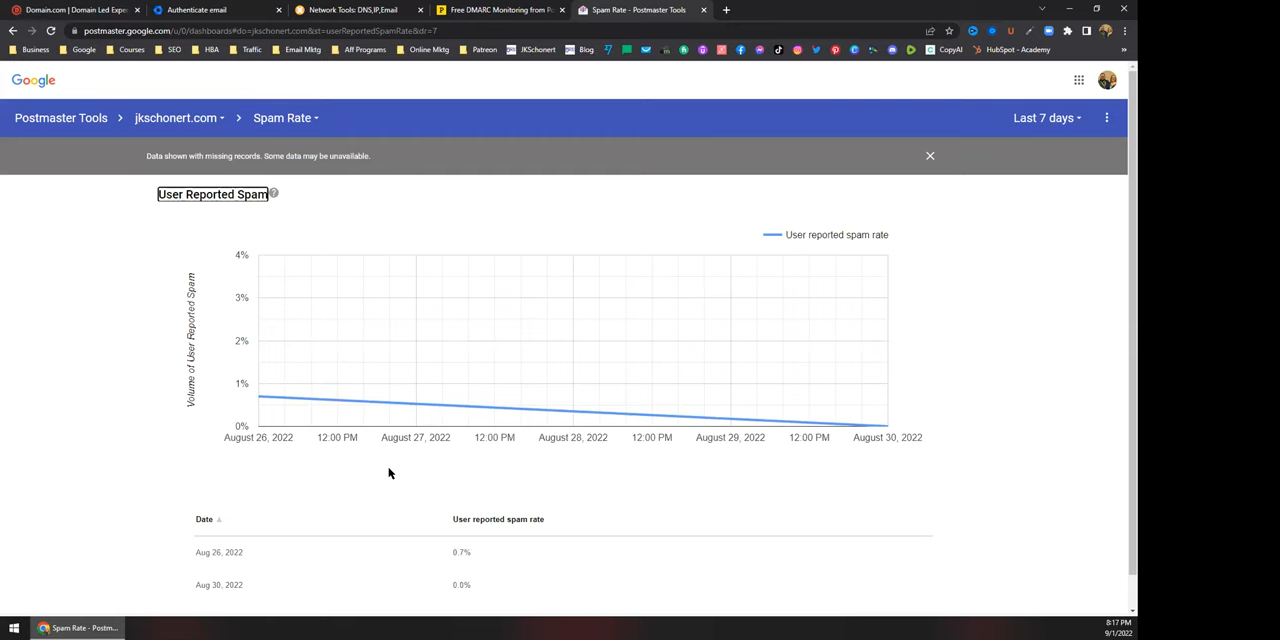 Domain.com | Domain Led Expe
Authenticate email
Network Tools: DNS,IP,Email
Free DMARC Monitoring from Po
Spam Rate - Postmaster Tools
postmaster.google.com/u/0/dashboards#do=jkschonert.com&st=userReportedSpamRate&dr=7
Business
Google
Courses
SEO
HBA
Traffic
Email Mktg
Aff Programs
Online Mktg
Patreon
JKSchonert
Blog
CopyAI
HubSpot - Academy
Google
Postmaster Tools > jkschonert.com > Spam Rate
Last 7 days
Data shown with missing records. Some data may be unavailable.
User Reported Spam
User reported spam rate
Volume of User Reported Spam
4%
3%
2%
1%
0%
August 26, 2022
12:00 PM
August 27, 2022
12:00 PM
August 28, 2022
12:00 PM
August 29, 2022
12:00 PM
August 30, 2022
Date
User reported spam rate
Aug 26, 2022
0.7%
Aug 30, 2022
0.0%
Spam Rate - Postm...
8:17 PM
9/1/2022